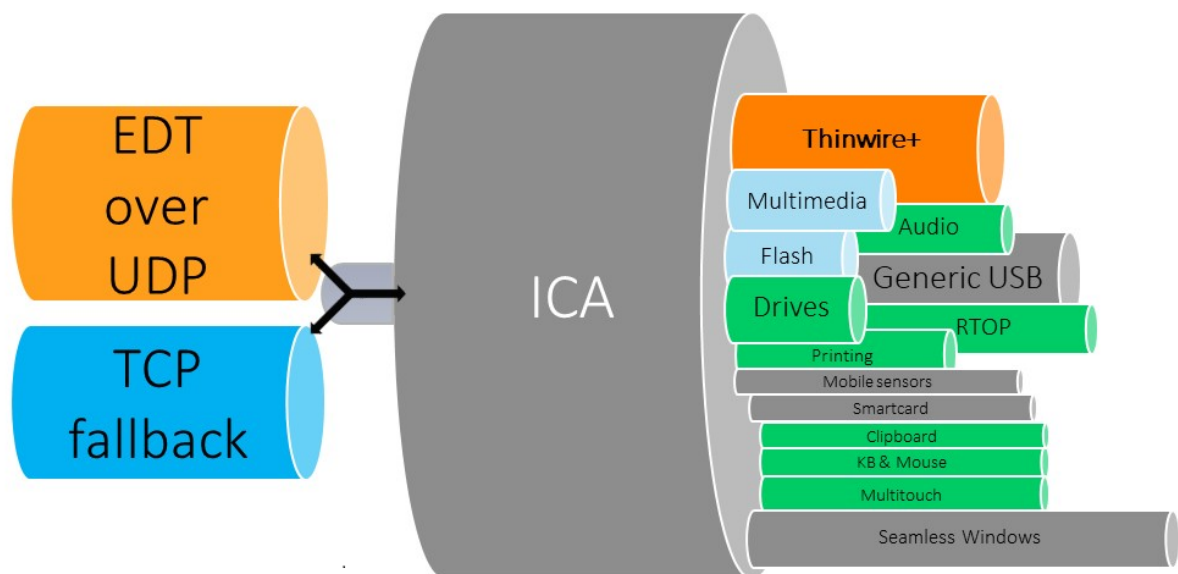 EDT
over
UDP
TCP
fallback
ICA
Thinwire+
Multimedia
Audio
Flash
Generic USB
Drives
RTOP
Printing
Mobile sensors
Smartcard
Clipboard
KB & Mouse
Multitouch
Seamless Windows